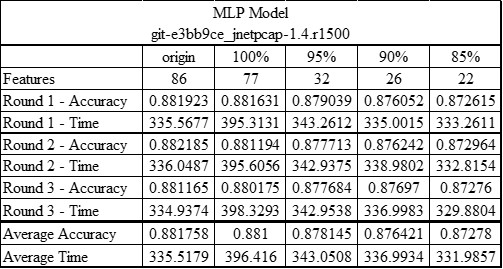 MLP Model
git-e3bb9ce_jnetpcap-1.4.r1500
origin 100% 95% 90% 85%
Features 86 77 32 26 22
Round 1 - Accuracy 0.881923 0.881631 0.879039 0.876052 0.872615
Round 1 - Time 335.5677 395.3131 343.2612 335.0015 333.2611
Round 2 - Accuracy 0.882185 0.881194 0.877713 0.876242 0.872964
Round 2 - Time 336.0487 395.6056 342.9375 338.9802 332.8154
Round 3 - Accuracy 0.881165 0.880175 0.877684 0.87697 0.87276
Round 3 - Time 334.9374 398.3293 342.9538 336.9983 329.8804
Average Accuracy 0.881758 0.881 0.878145 0.876421 0.87278
Average Time 335.5179 396.416 343.0508 336.9934 331.9857